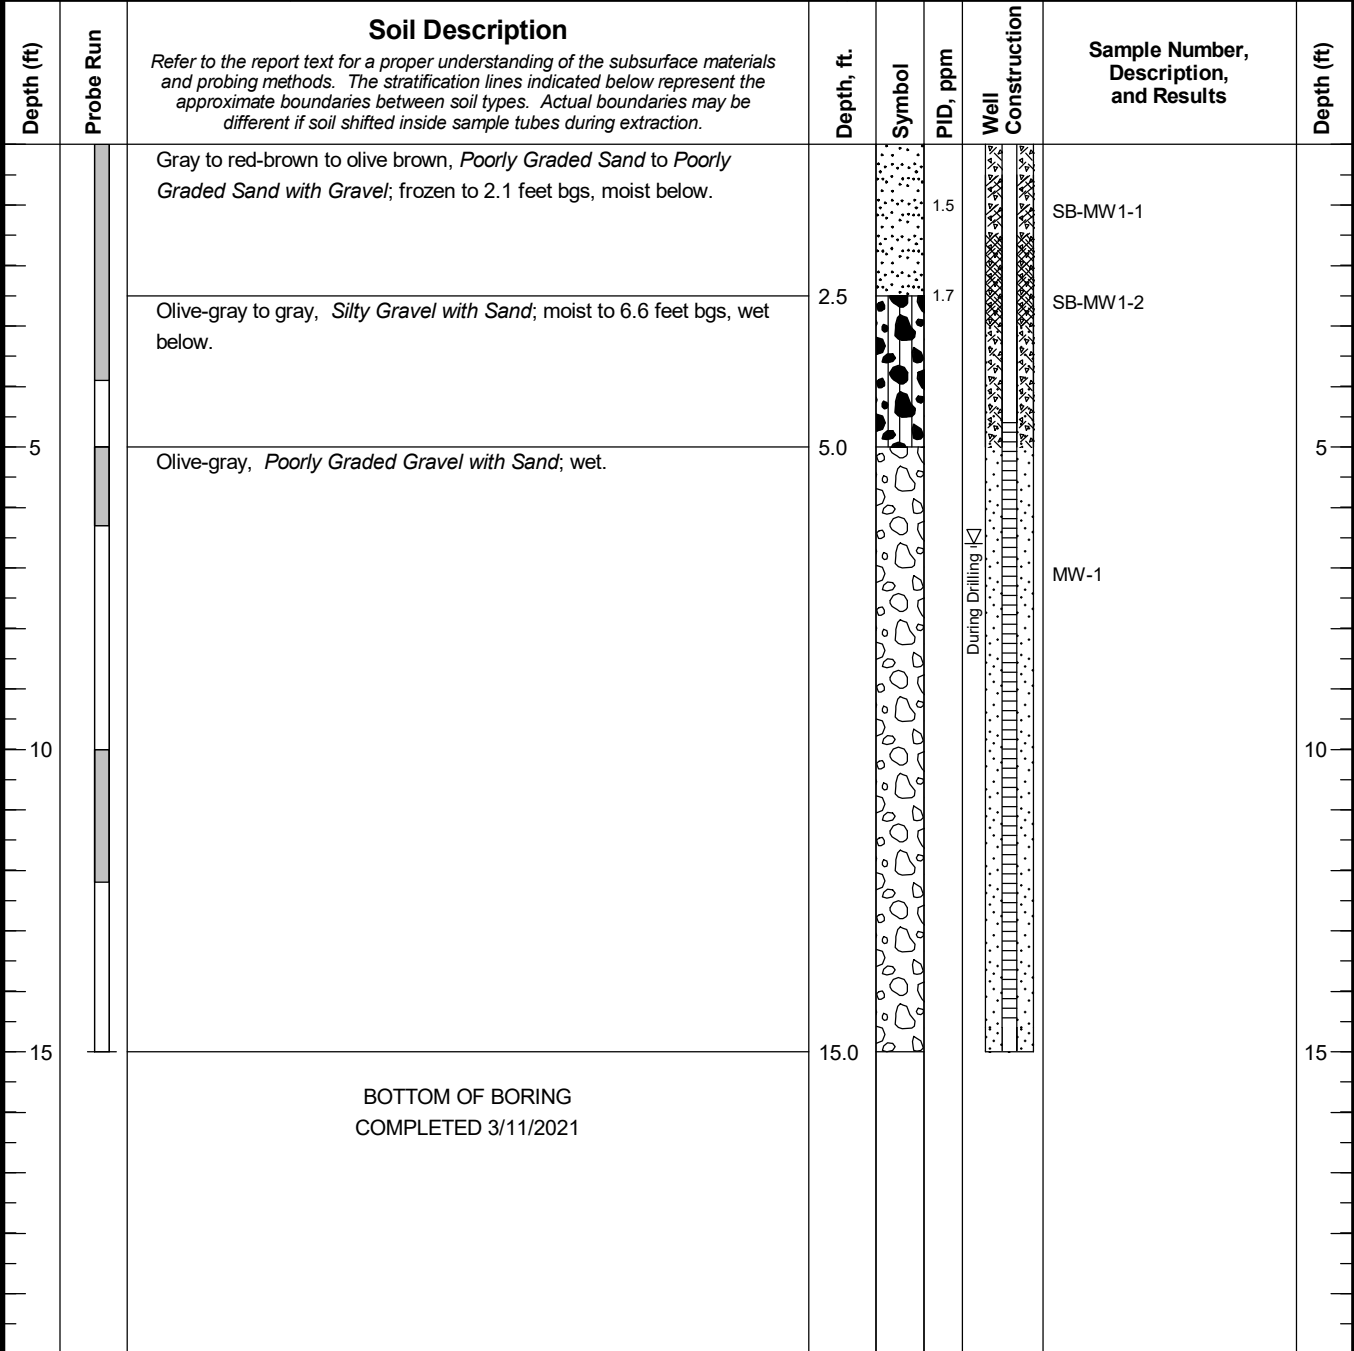 Depth (ft)
Probe Run
Soil Description
Refer to the report text for a proper understanding of the subsurface materials
and probing methods. The stratification lines indicated below represent the
approximate boundaries between soil types. Actual boundaries may be
different if soil shifted inside sample tubes during extraction.
Depth, ft.
Symbol
PID, ppm
Well
Construction
Sample Number,
Description,
and Results
Depth (ft)
Gray to red-brown to olive brown, Poorly Graded Sand to Poorly
Graded Sand with Gravel; frozen to 2.1 feet bgs, moist below.
1.5
SB-MW1-1
2.5
1.7
SB-MW1-2
Olive-gray to gray, Silty Gravel with Sand; moist to 6.6 feet bgs, wet
below.
5
5.0
5
Olive-gray, Poorly Graded Gravel with Sand; wet.
During Drilling
MW-1
10
10
15
15.0
15
BOTTOM OF BORING
COMPLETED 3/11/2021